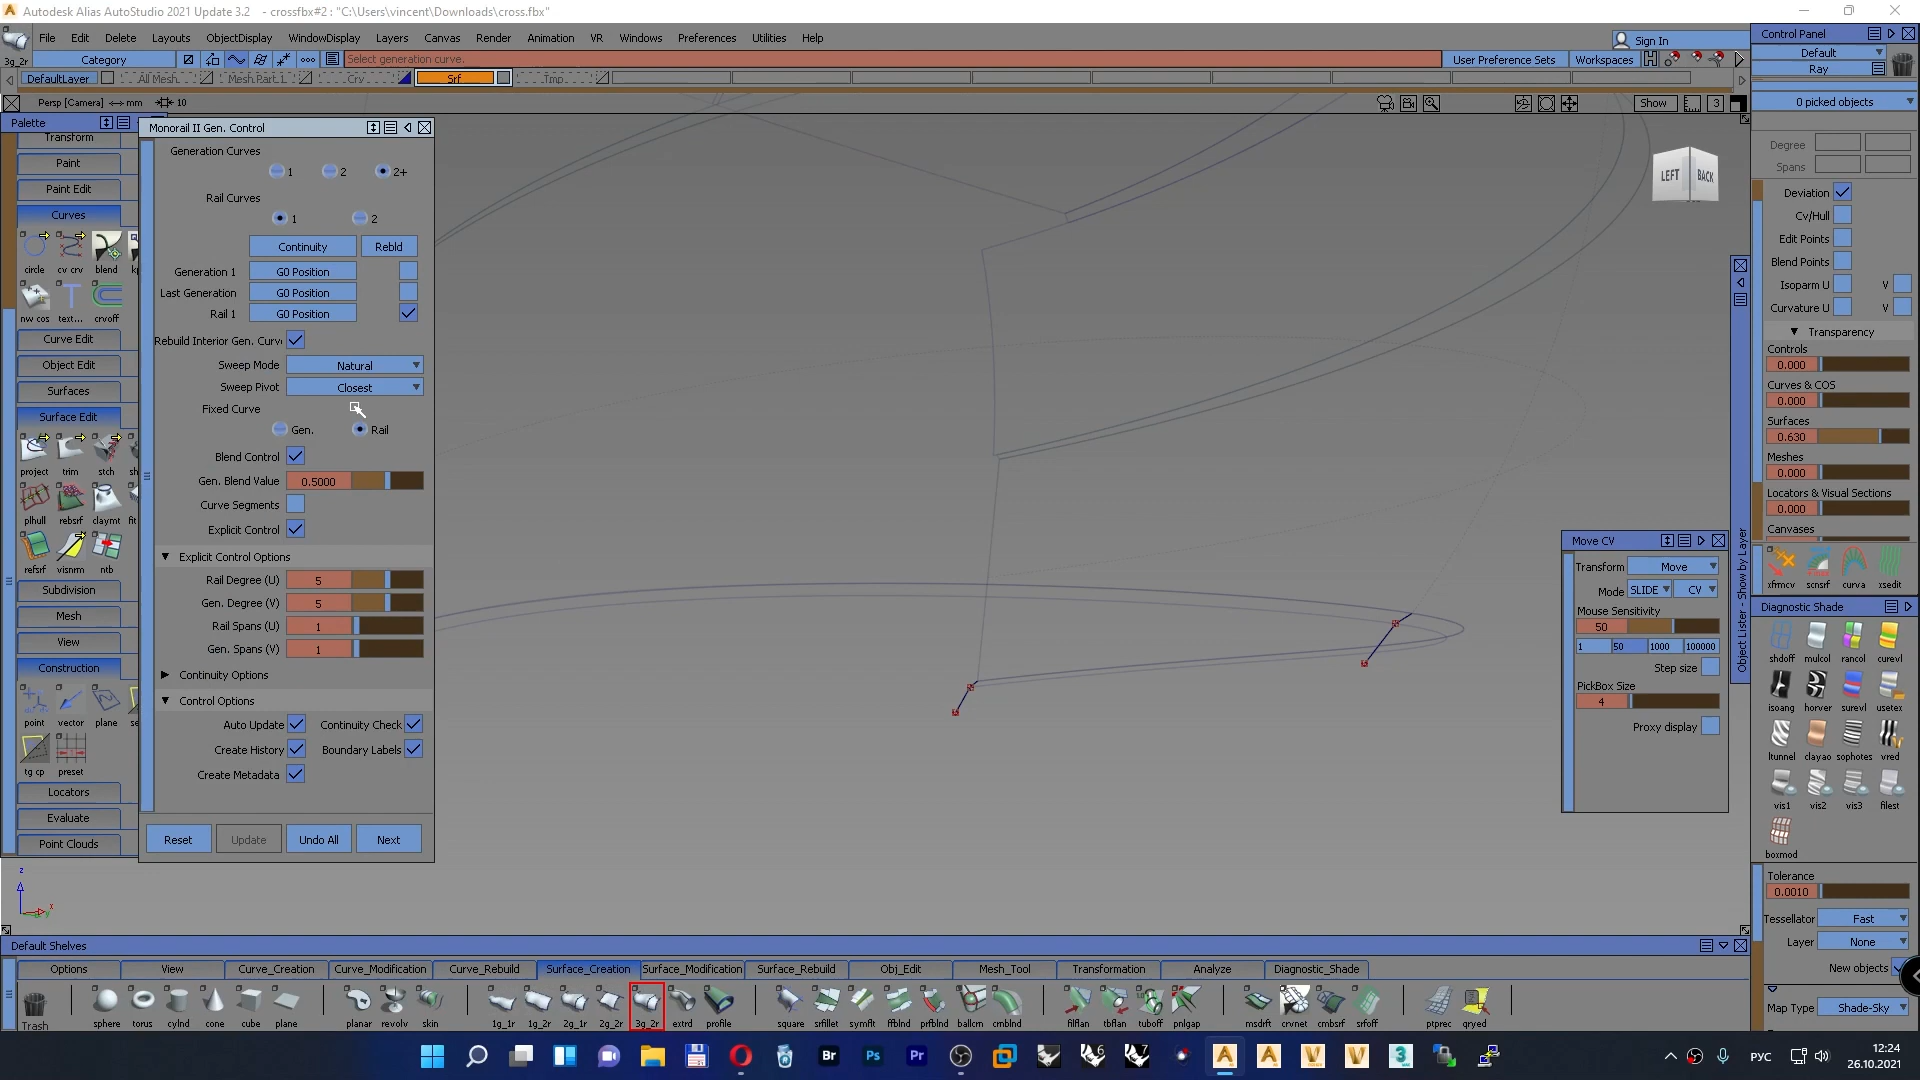 Autodesk Alias AutoStudio 2021 Update 3.2 - crossfbx#2 : "C:\Users\vincent\Downloads\cross.fbx"
File Edit Delete Layouts ObjectDisplay WindowDisplay Layers Canvas Render Animation VR Windows Preferences Utilities Help
Sign In
3g_2r
Category
Select generation curve.
User Preference Sets
Workspaces
DefaultLayer
All Mesh
Mesh Part 1
Crv
Srf
Tmp
Persp [Camera] mm 10
Show
3
Palette
Transform
Paint
Paint Edit
Curves
circle cv crv blend
nw cos text... crvoff
Curve Edit
Object Edit
Surfaces
Surface Edit
project trim stch
plhull rebsrf claymt
refsrf visnrm ntb
Subdivision
Mesh
View
Construction
point vector plane
tg cp preset
Locators
Evaluate
Point Clouds
Monorail II Gen. Control
Generation Curves
1 2 2+
Rail Curves
1 2
Continuity Rebld
Generation 1 G0 Position
Last Generation G0 Position
Rail 1 G0 Position
Rebuild Interior Gen. Curv
Sweep Mode Natural
Sweep Pivot Closest
Fixed Curve
Gen. Rail
Blend Control
Gen. Blend Value 0.5000
Curve Segments
Explicit Control
Explicit Control Options
Rail Degree (U) 5
Gen. Degree (V) 5
Rail Spans (U) 1
Gen. Spans (V) 1
Continuity Options
Control Options
Auto Update Continuity Check
Create History Boundary Labels
Create Metadata
Reset Update Undo All Next
LEFT BACK
Object Lister - Show by Layer
Move CV
Transform Move
Mode SLIDE CV
Mouse Sensitivity
50
1 50 1000 100000
Step size
PickBox Size
4
Proxy display
Control Panel
Default
Ray
0 picked objects
Degree
Spans
Deviation
Cv/Hull
Edit Points
Blend Points
Isoparm U V
Curvature U V
Transparency
Controls
0.000
Curves & COS
0.000
Surfaces
0.630
Meshes
0.000
Locators & Visual Sections
0.000
Canvases
xfrmcv scnsrf curva xsedit
Diagnostic Shade
shdoff mulcol rancol curevl
isoang horver surevl usetex
ltunnel clayao sophotes vred
vis1 vis2 vis3 filest
boxmod
Tolerance
0.0010
Tessellator Fast
Layer None
New objects
Map Type Shade-Sky
z
x
Default Shelves
Options View Curve_Creation Curve_Modification Curve_Rebuild Surface_Creation Surface_Modification Surface_Rebuild Obj_Edit Mesh_Tool Transformation Analyze Diagnostic_Shade
Trash sphere torus cylnd cone cube plane planar revolv skin 1g_1r 1g_2r 2g_1r 2g_2r 3g_2r extrd profile square srfillet symflt ffblnd prfblnd ballcrn cmblnd filflan tbflan tuboff pnlgap msdrft crvnet cmbsrf srfoff ptprec qryed
Br Ps Pr 6 7 3
РУС
12:24
26.10.2021